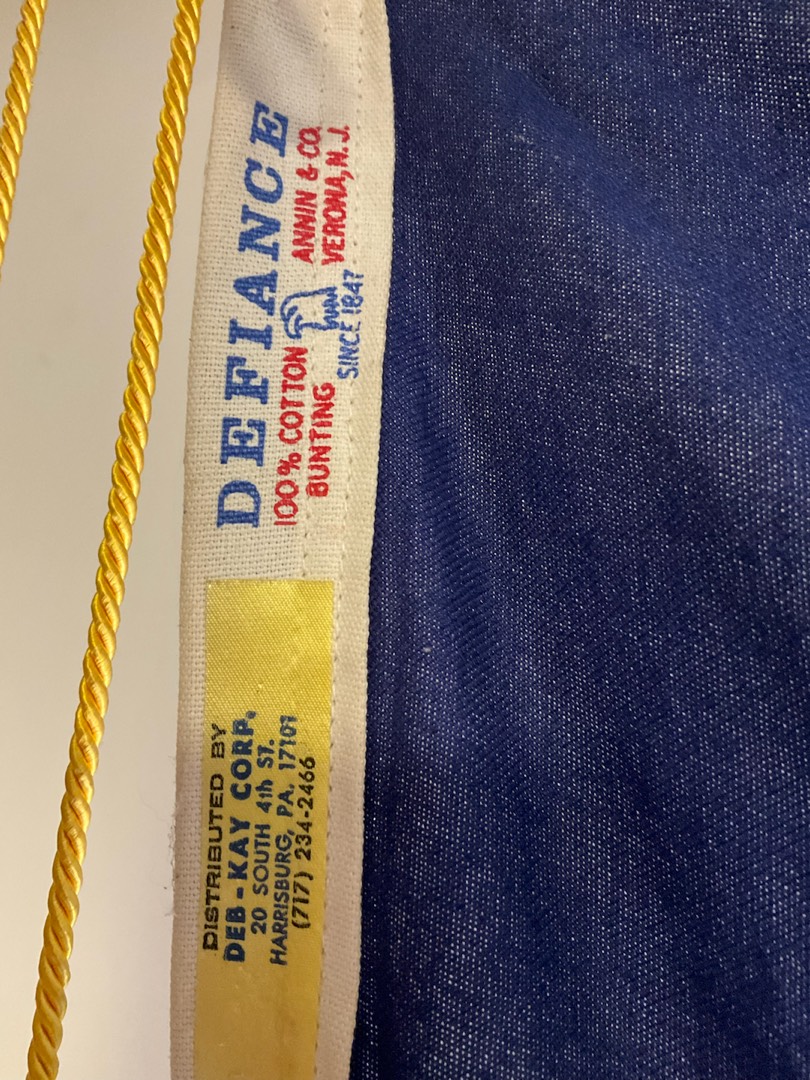 DEFIANCE
100% COTTON
BUNTING
SINCE 1847
ANNIN & CO.
VERONA, N. J.
DISTRIBUTED BY
DEB-KAY CORP.
20 SOUTH 4th ST.
HARRISBURG, PA. 17101
(717) 234-2466